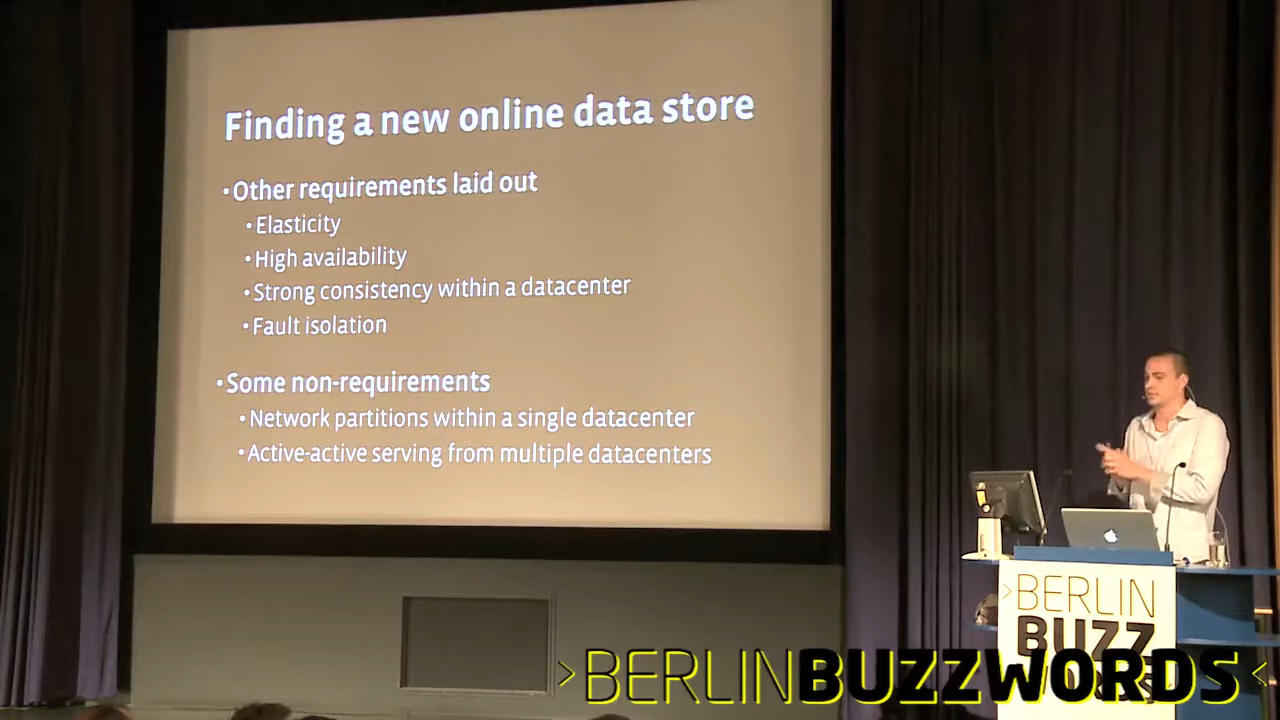 Finding a new online data store
•Other requirements laid out
•Elasticity
•High availability
•Strong consistency within a datacenter
•Fault isolation
•Some non-requirements
•Network partitions within a single datacenter
•Active-active serving from multiple datacenters
>BERLIN
BUZZ
>BERLINBUZZWORDS<